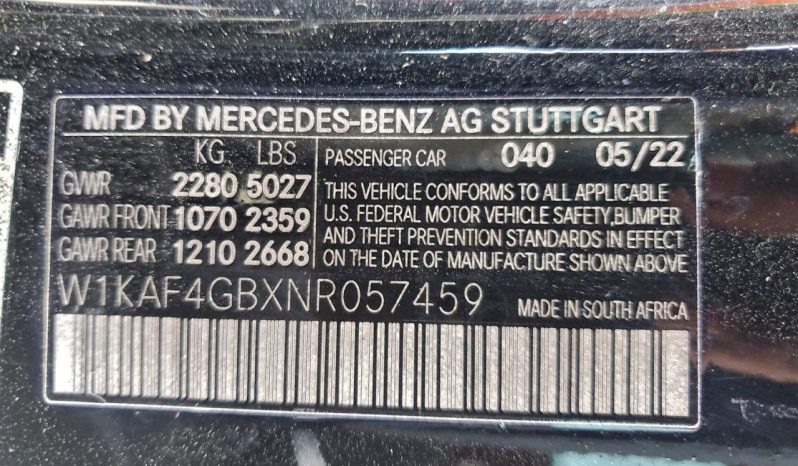 MFD BY MERCEDES-BENZ AG STUTTGART
KG LBS
GVWR 2280 5027
GAWR FRONT 1070 2359
GAWR REAR 1210 2668
PASSENGER CAR 040 05/22
THIS VEHICLE CONFORMS TO ALL APPLICABLE
U.S. FEDERAL MOTOR VEHICLE SAFETY,BUMPER
AND THEFT PREVENTION STANDARDS IN EFFECT
ON THE DATE OF MANUFACTURE SHOWN ABOVE
W1KAF4GBXNR057459
MADE IN SOUTH AFRICA